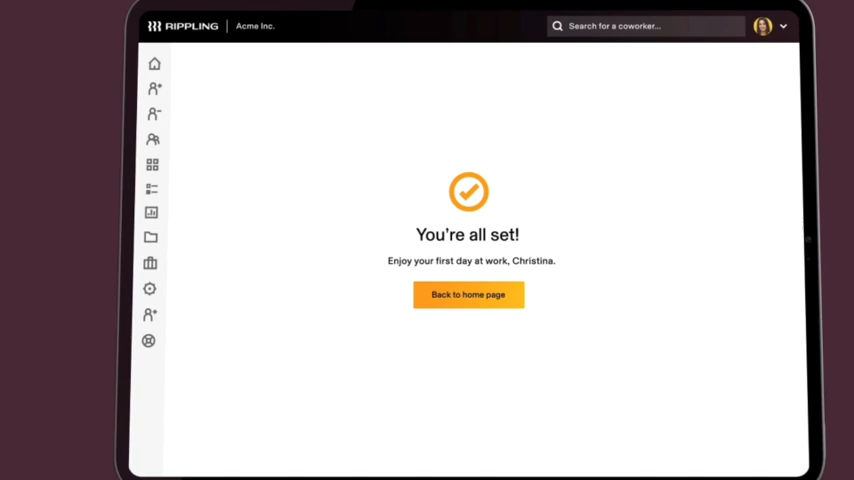 RIPPLING
Acme Inc.
Search for a coworker...
You're all set!
Enjoy your first day at work, Christina.
Back to home page